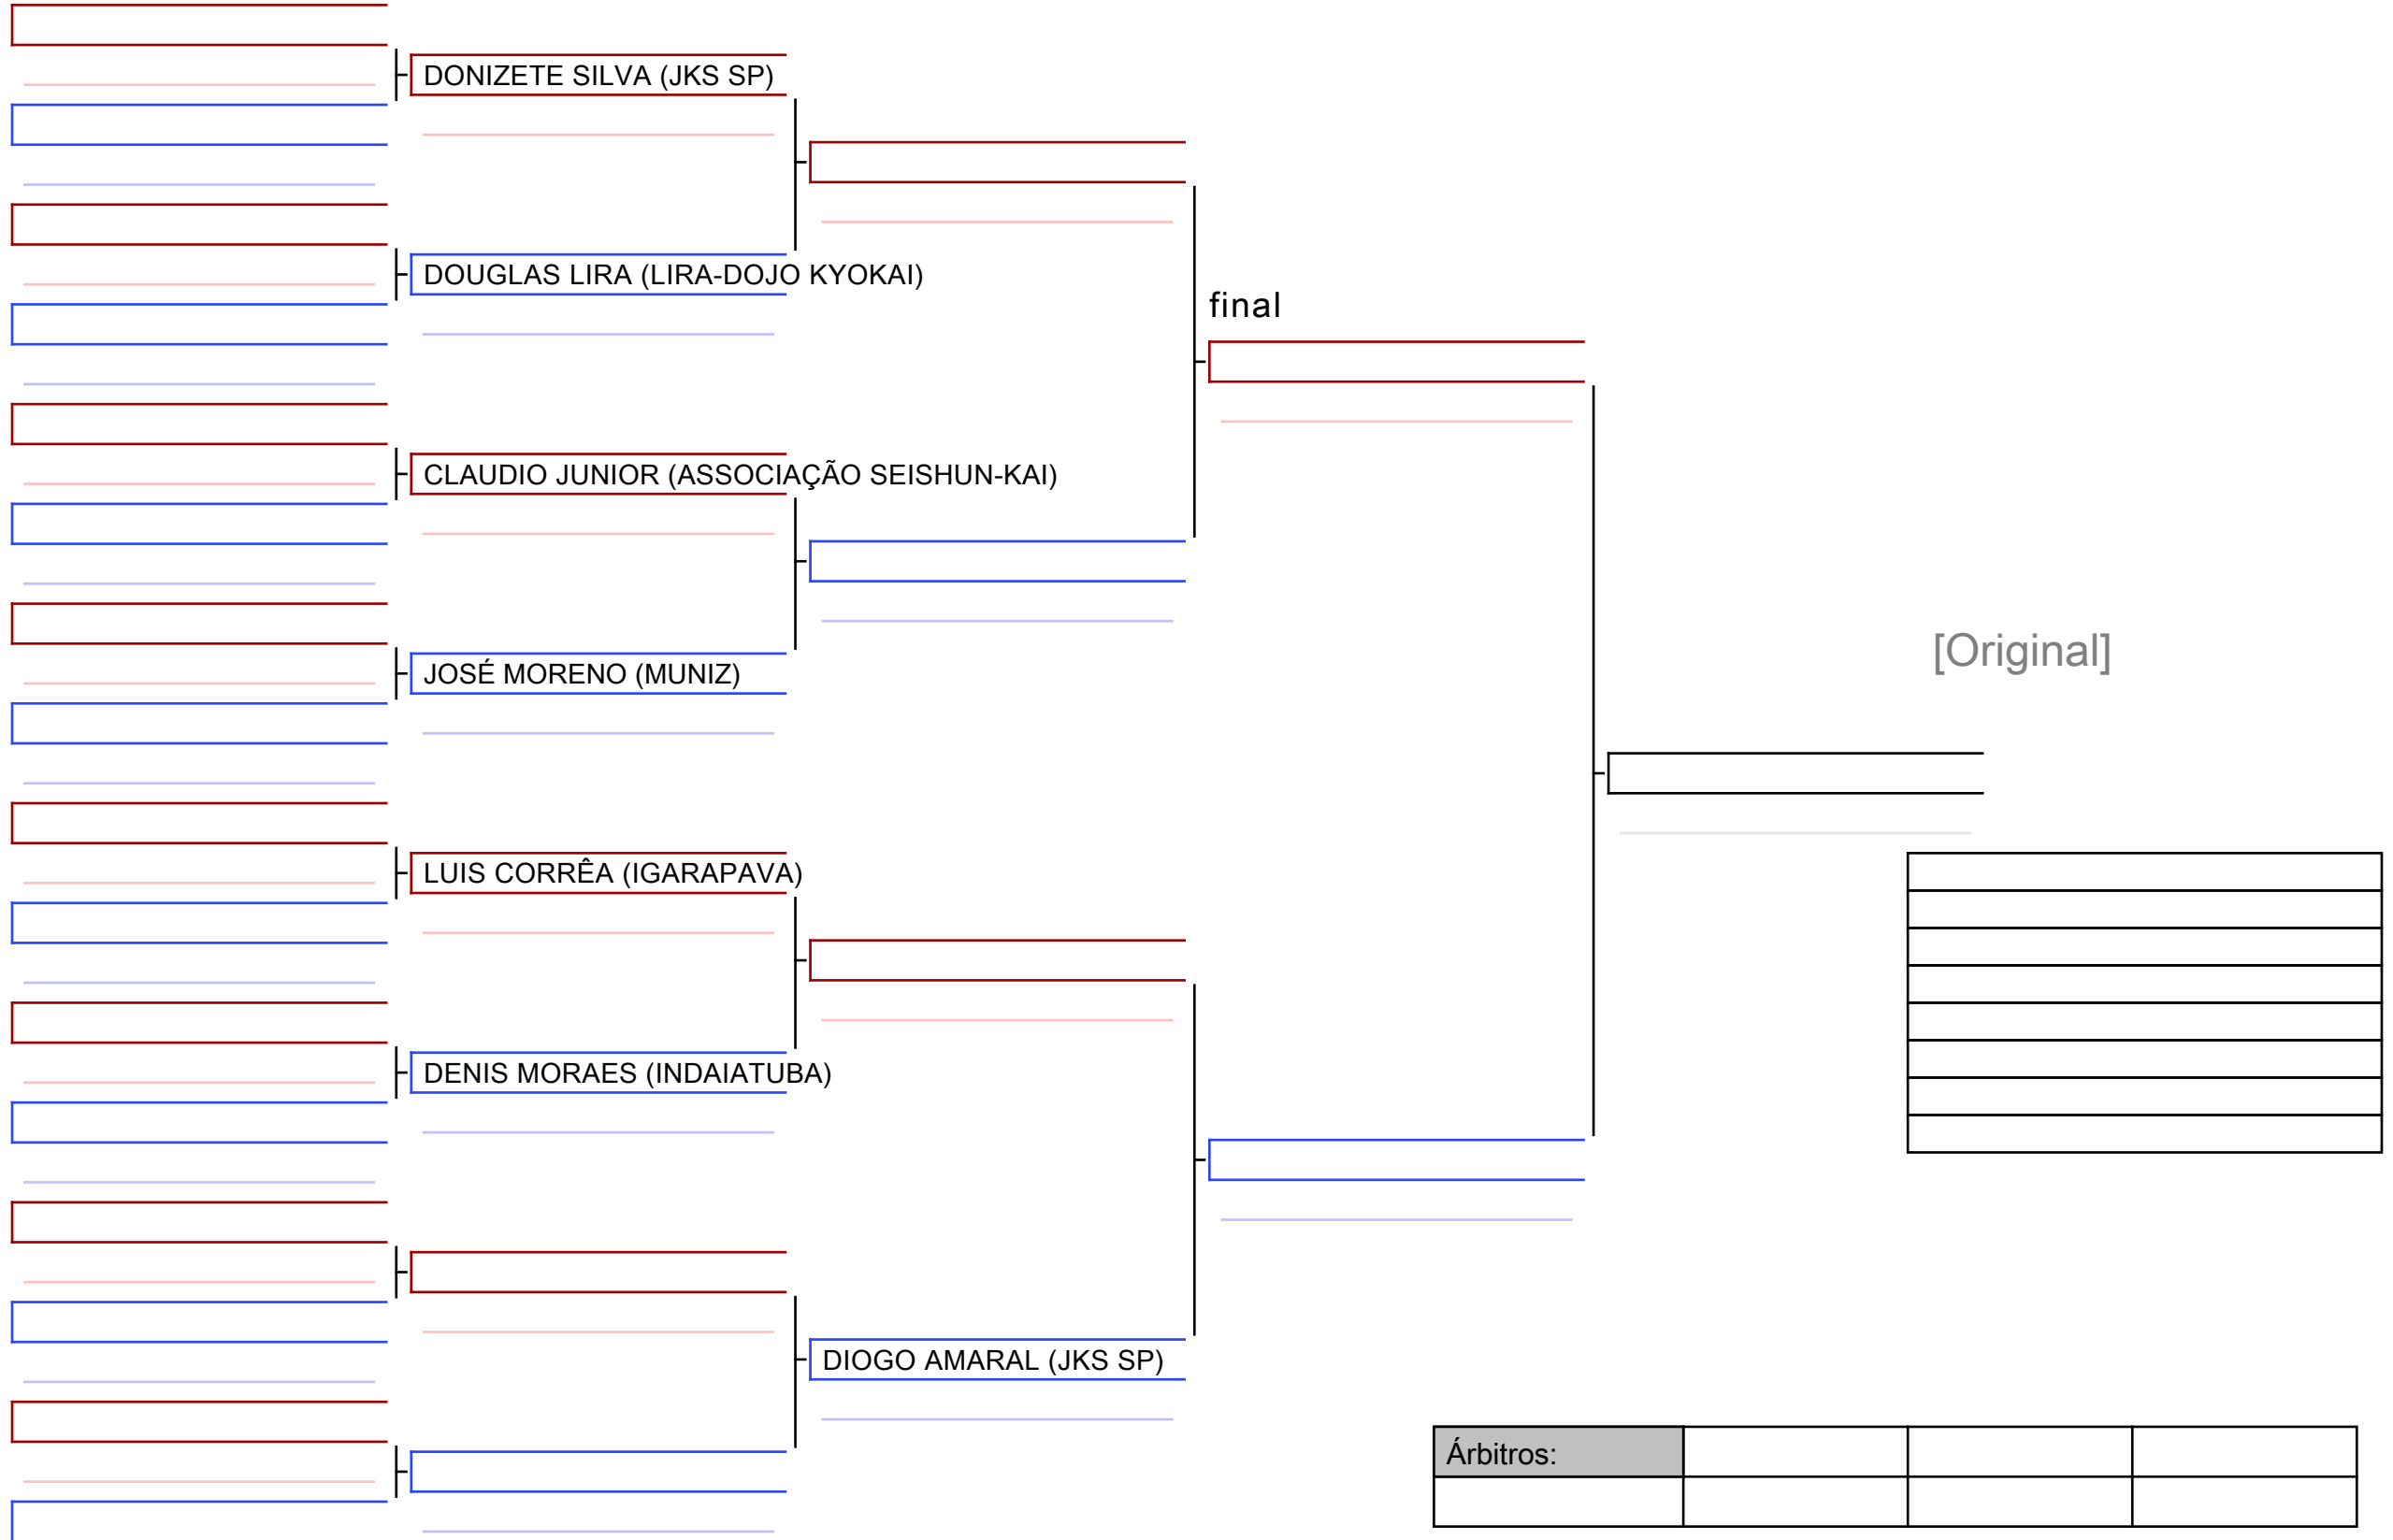 DONIZETE SILVA (JKS SP)
DOUGLAS LIRA (LIRA-DOJO KYOKAI)
final
CLAUDIO JUNIOR (ASSOCIAÇÃO SEISHUN-KAI)
[Original]
JOSÉ MORENO (MUNIZ)
LUIS CORRÊA (IGARAPAVA)
DENIS MORAES (INDAIATUBA)
DIOGO AMARAL (JKS SP)
Árbitros: